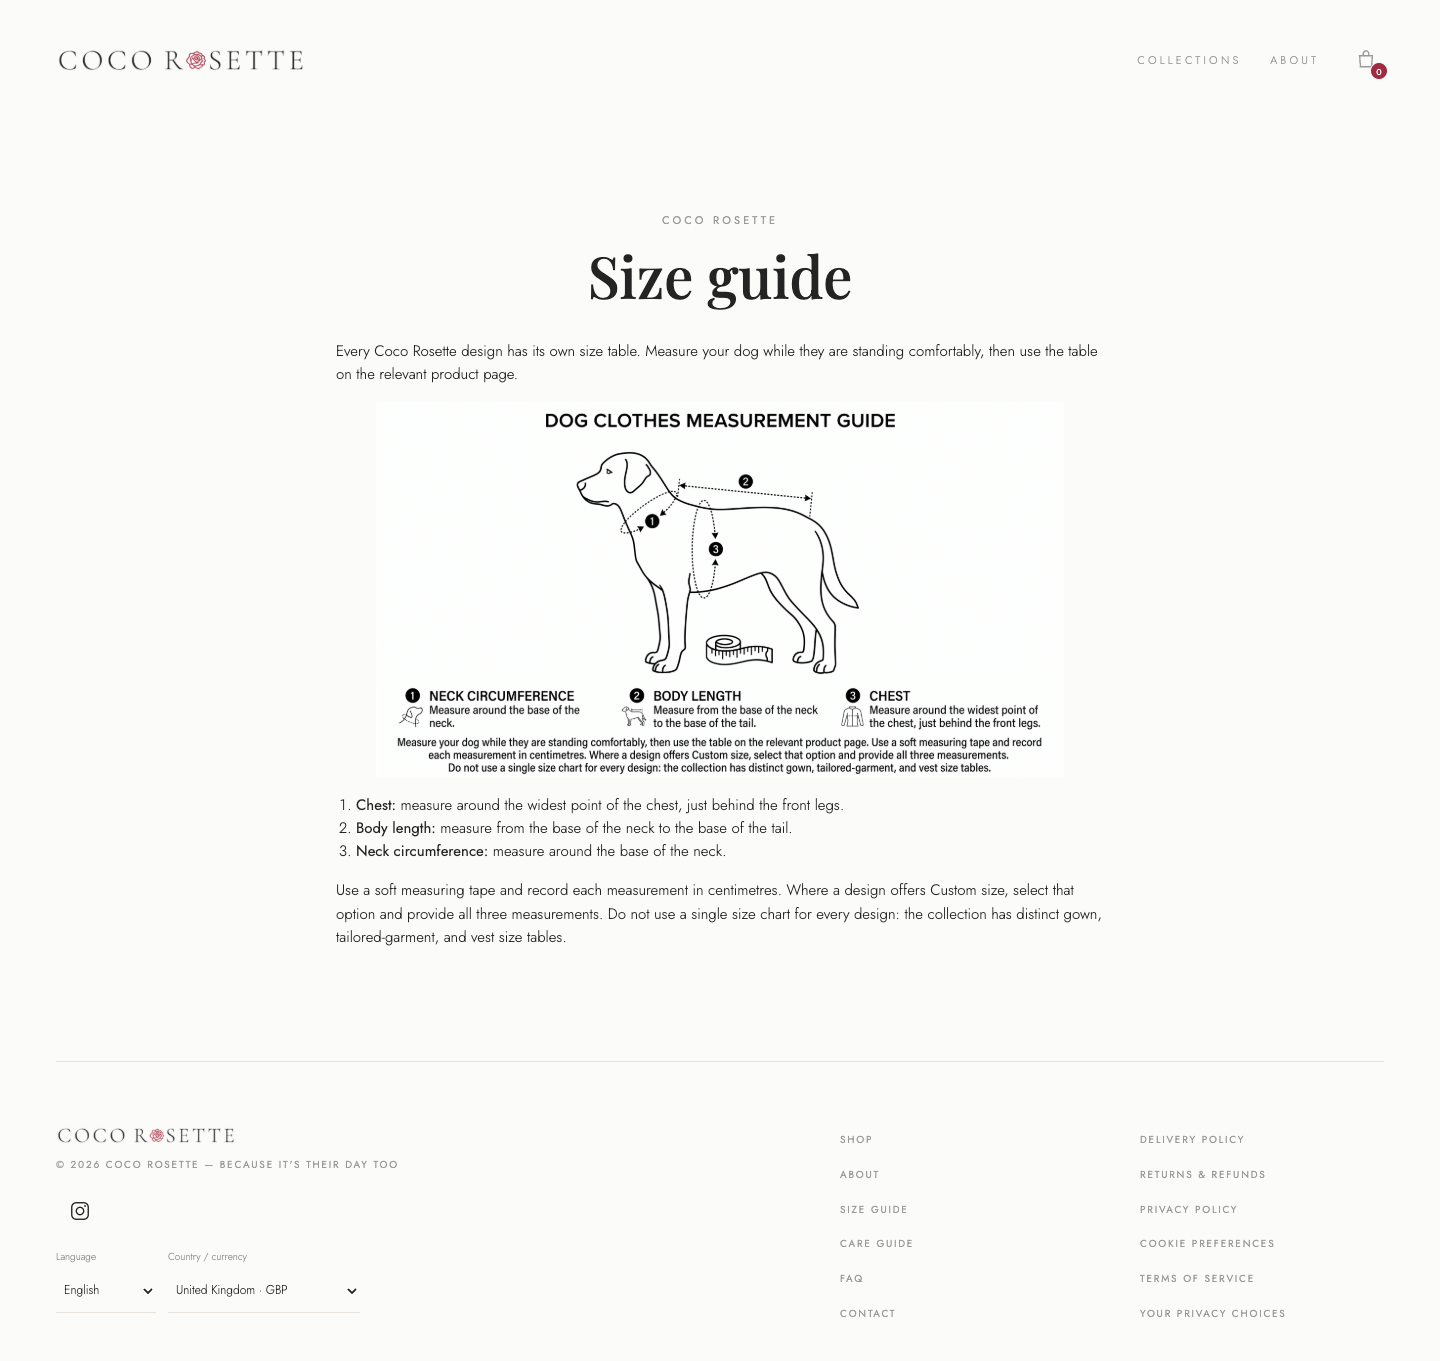 COCO ROSETTE
COLLECTIONS ABOUT
0
COCO ROSETTE
Size guide
Every Coco Rosette design has its own size table. Measure your dog while they are standing comfortably, then use the table
on the relevant product page.
DOG CLOTHES MEASUREMENT GUIDE
2
1
3
1 NECK CIRCUMFERENCE
Measure around the base of the
neck.
2 BODY LENGTH
Measure from the base of the neck
to the base of the tail.
3 CHEST
Measure around the widest point of
the chest, just behind the front legs.
Measure your dog while they are standing comfortably, then use the table on the relevant product page. Use a soft measuring tape and record
each measurement in centimetres. Where a design offers Custom size, select that option and provide all three measurements.
Do not use a single size chart for every design: the collection has distinct gown, tailored-garment, and vest size tables.
1. Chest: measure around the widest point of the chest, just behind the front legs.
2. Body length: measure from the base of the neck to the base of the tail.
3. Neck circumference: measure around the base of the neck.
Use a soft measuring tape and record each measurement in centimetres. Where a design offers Custom size, select that
option and provide all three measurements. Do not use a single size chart for every design: the collection has distinct gown,
tailored-garment, and vest size tables.
COCO ROSETTE
© 2026 COCO ROSETTE — BECAUSE IT'S THEIR DAY TOO
Language
English
Country / currency
United Kingdom · GBP
SHOP
ABOUT
SIZE GUIDE
CARE GUIDE
FAQ
CONTACT
DELIVERY POLICY
RETURNS & REFUNDS
PRIVACY POLICY
COOKIE PREFERENCES
TERMS OF SERVICE
YOUR PRIVACY CHOICES